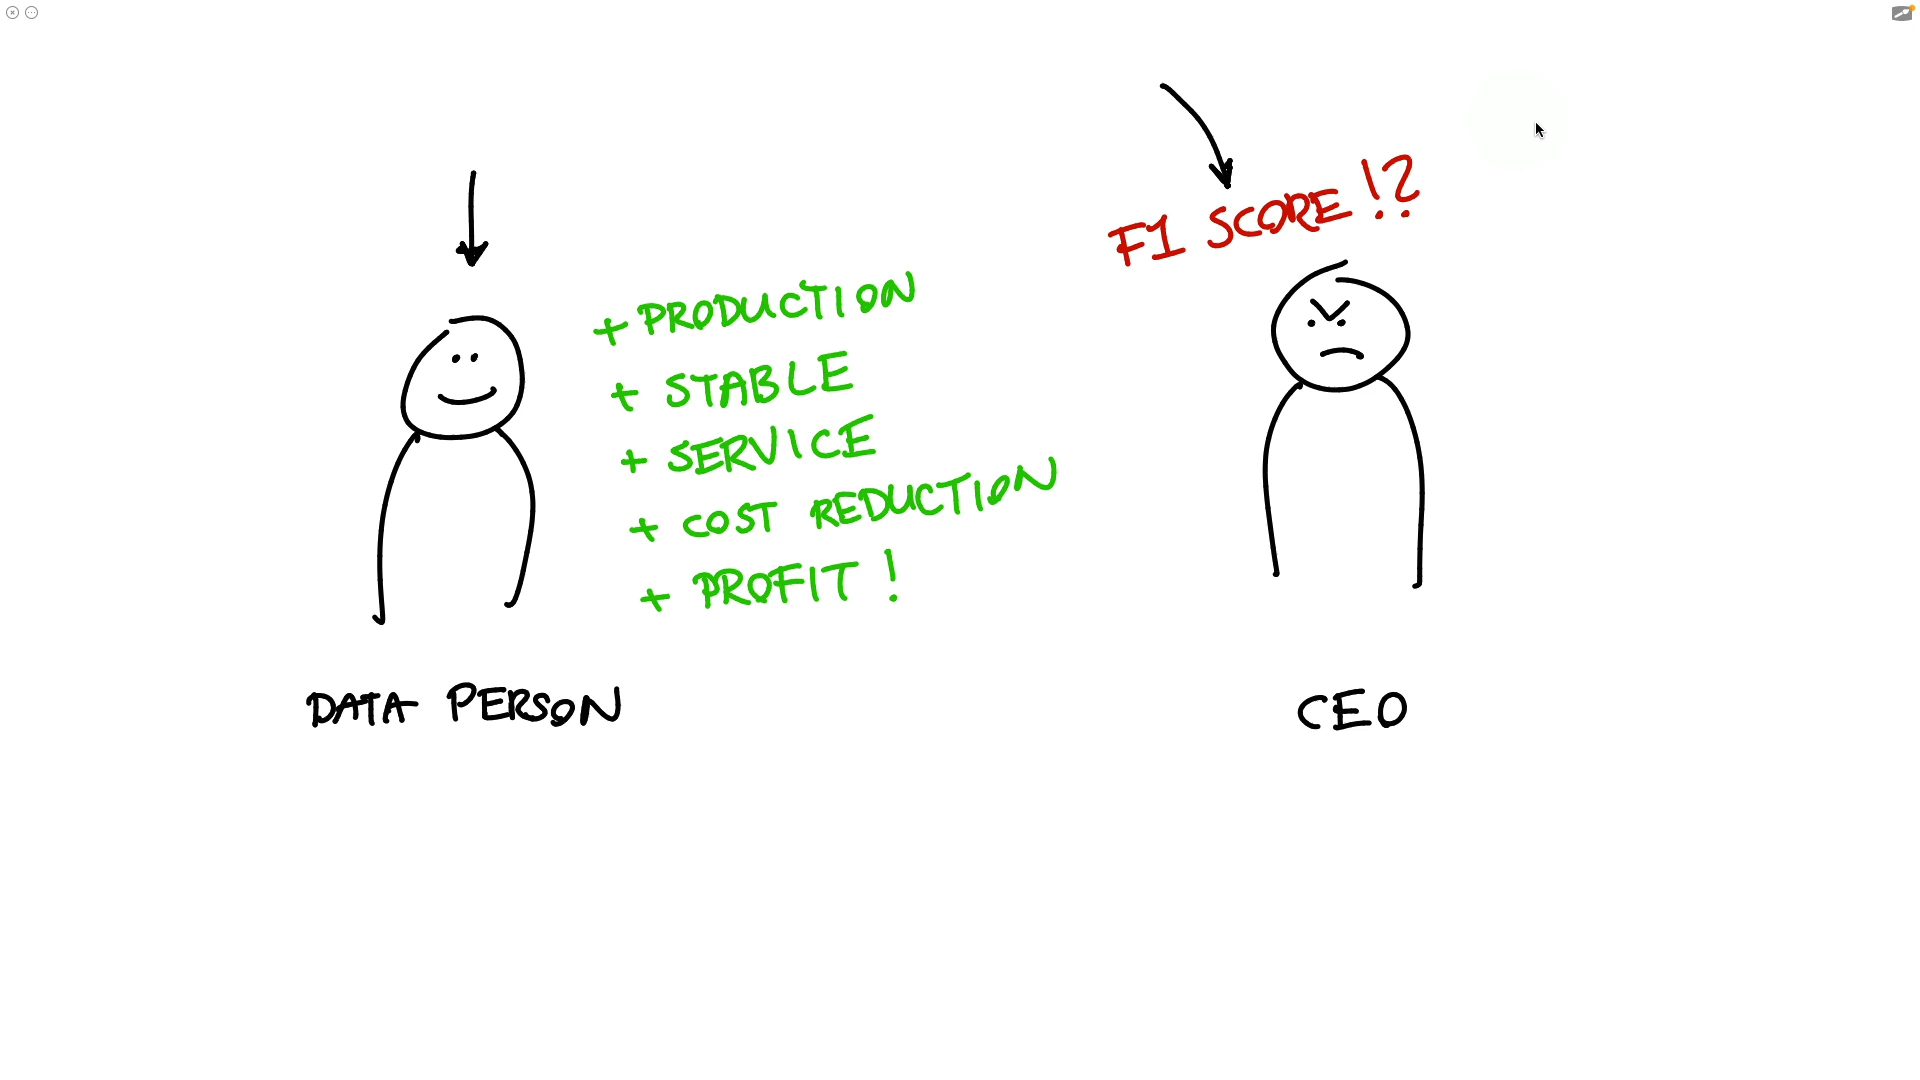 F1 SCORE!?
+ PRODUCTION
+ STABLE
+ SERVICE
+ COST REDUCTION
+ PROFIT!
DATA PERSON
CEO